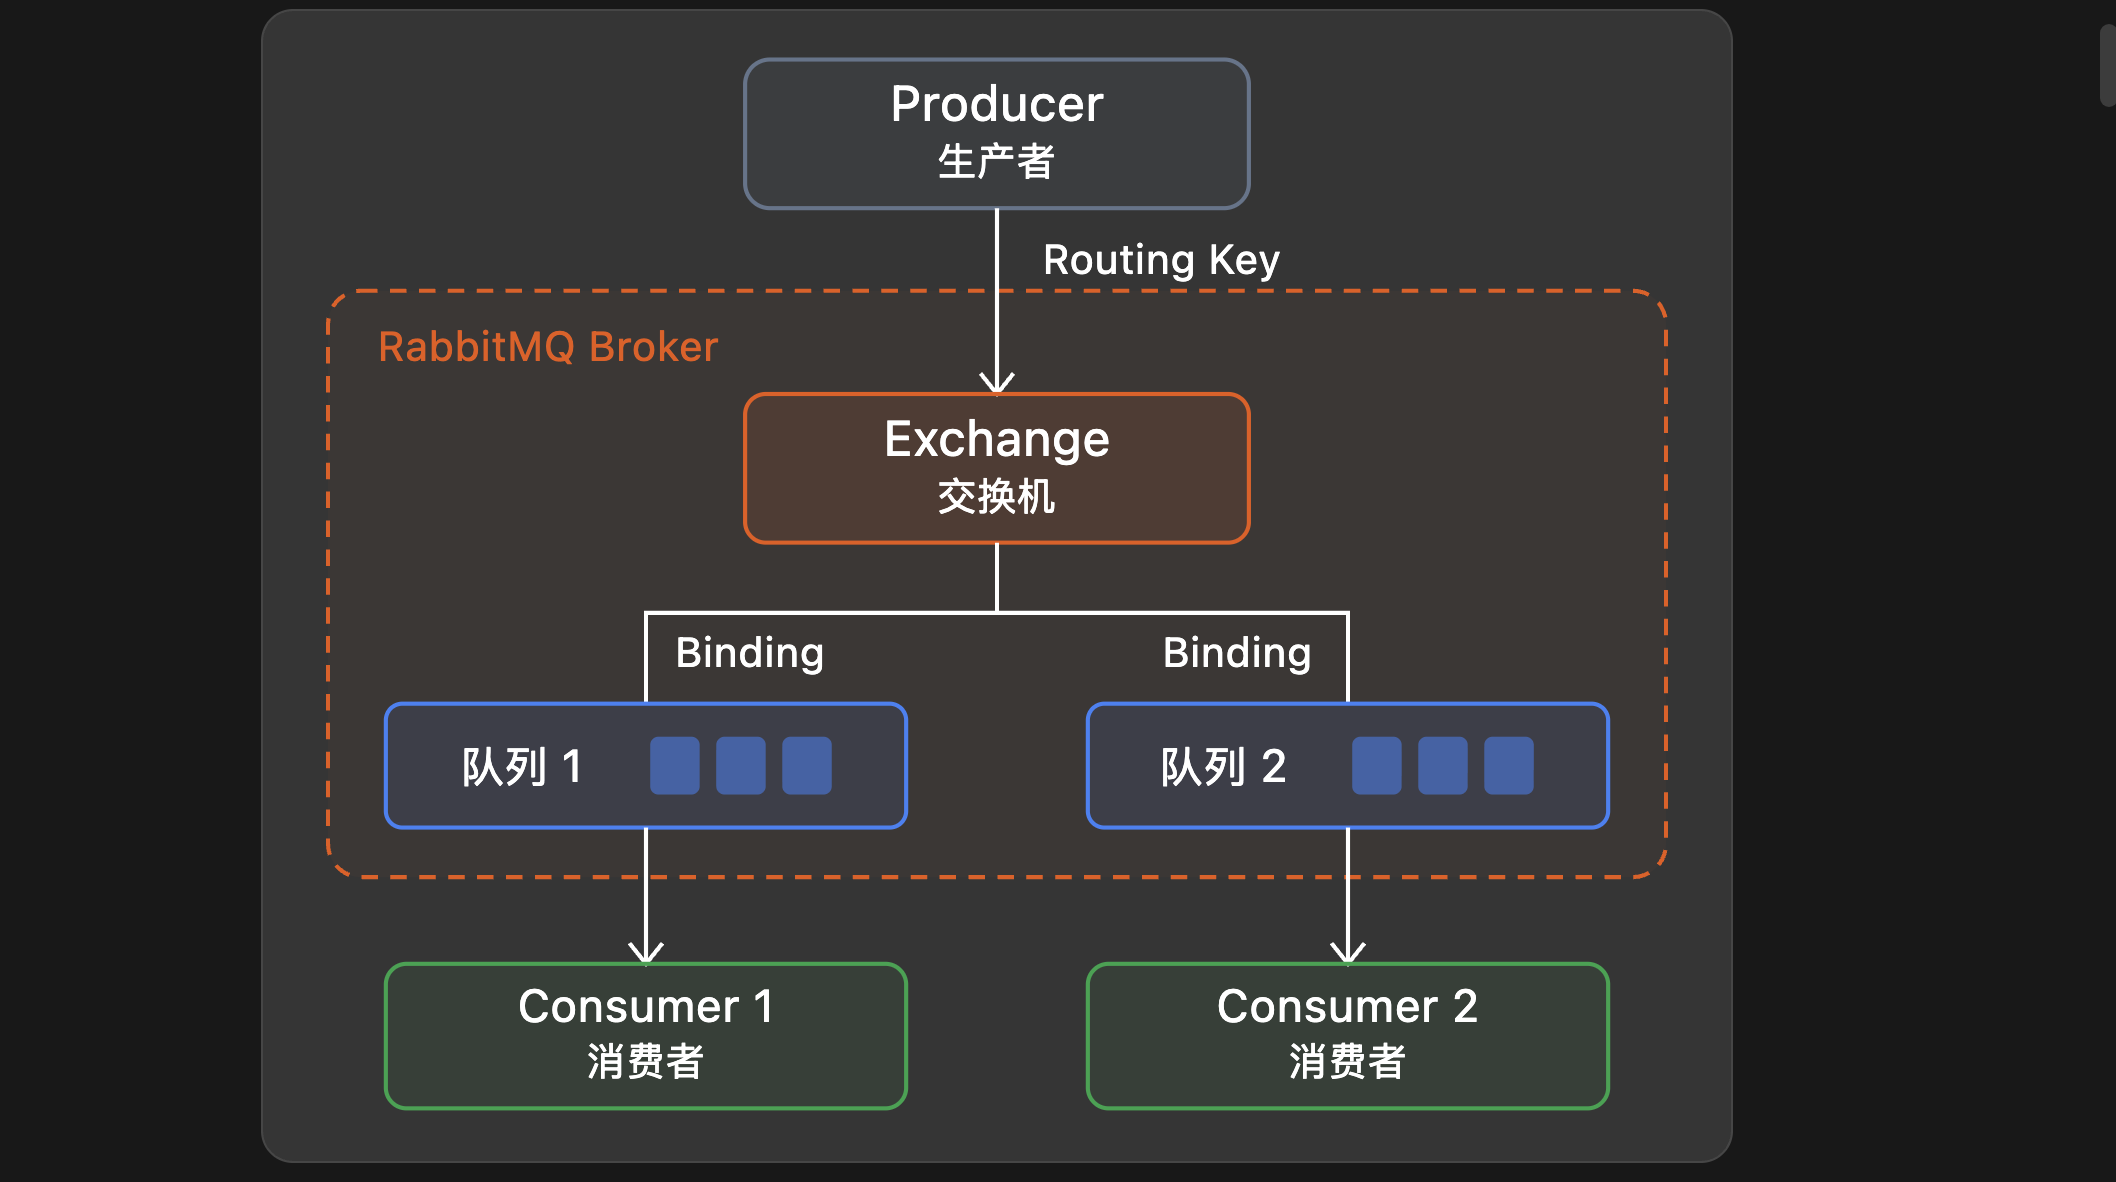 Producer
生产者
Routing Key
RabbitMQ Broker
Exchange
交换机
Binding
Binding
队列 1
队列 2
Consumer 1
消费者
Consumer 2
消费者